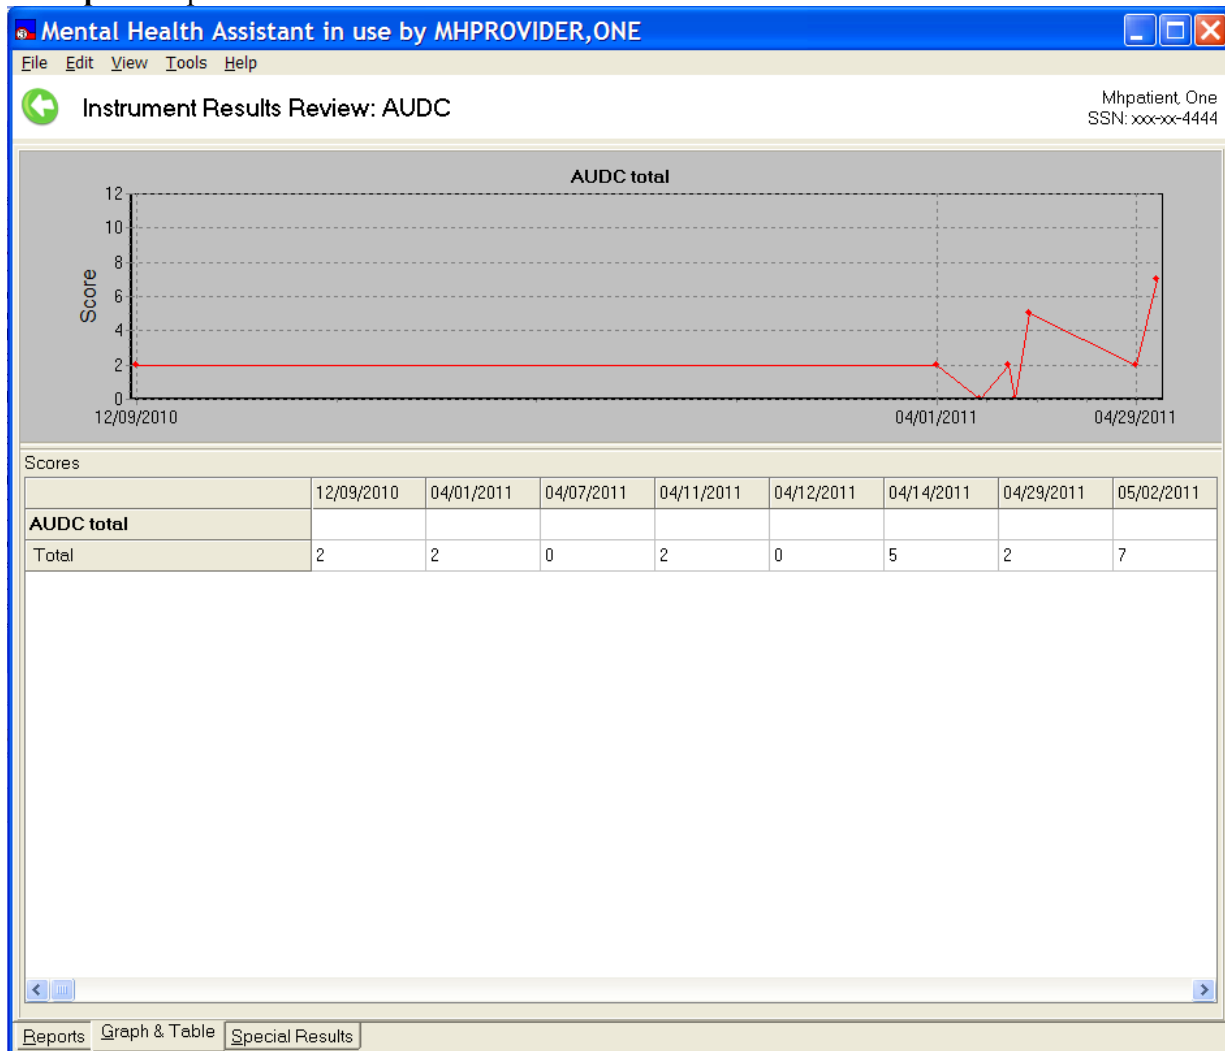 Mental Health Assistant in use by MHPROVIDER,ONE
File Edit View Tools Help
Instrument Results Review: AUDC
Mhpatient, One
SSN: xxx-xx-4444
AUDC total
12
10
8
6
4
2
0
Score
12/09/2010 04/01/2011 04/29/2011
Scores
12/09/2010 04/01/2011 04/07/2011 04/11/2011 04/12/2011 04/14/2011 04/29/2011 05/02/2011
AUDC total
Total 2 2 0 2 0 5 2 7
Reports Graph & Table Special Results